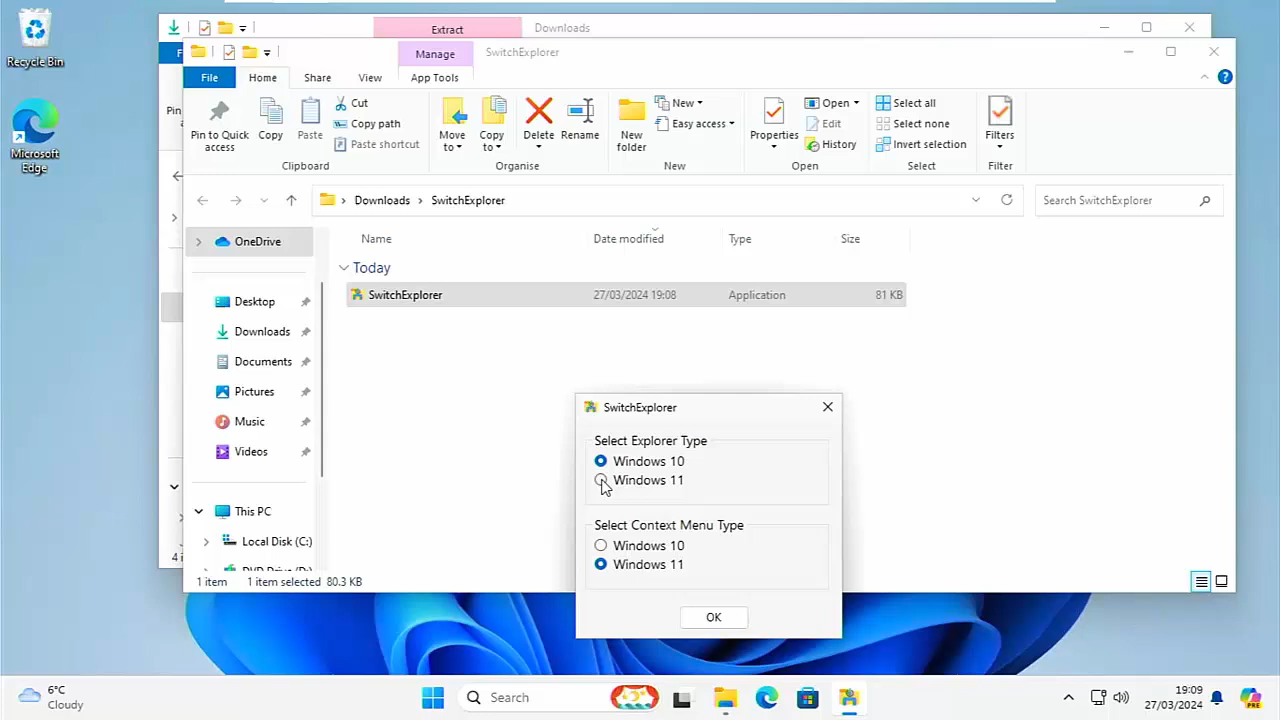 Recycle Bin
Microsoft
Edge
Extract
Downloads
Manage
SwitchExplorer
File
Home
Share
View
App Tools
Pin to Quick
access
Copy
Paste
Cut
Copy path
Paste shortcut
Clipboard
Move
to
Copy
to
Delete
Rename
Organise
New
folder
New
Easy access
New
Properties
Open
Edit
History
Open
Select all
Select none
Invert selection
Select
Filters
Filter
Downloads
SwitchExplorer
Search SwitchExplorer
OneDrive
Desktop
Downloads
Documents
Pictures
Music
Videos
This PC
Local Disk (C:)
Name
Date modified
Type
Size
Today
SwitchExplorer
27/03/2024 19:08
Application
81 KB
SwitchExplorer
Select Explorer Type
Windows 10
Windows 11
Select Context Menu Type
Windows 10
Windows 11
OK
1 item
1 item selected 80.3 KB
6°C
Cloudy
Search
19:09
27/03/2024
PRE